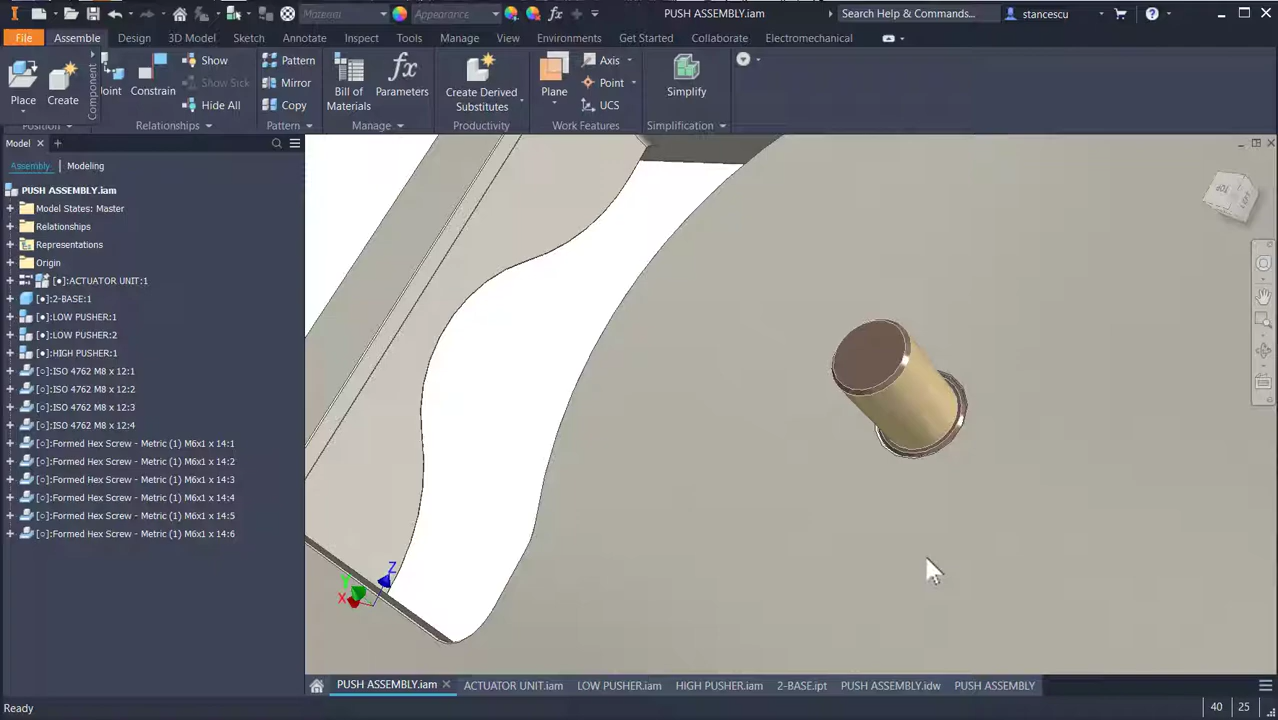 Material
Appearance
fx
PUSH ASSEMBLY.iam
Search Help & Commands...
stancescu
File
Assemble
Design
3D Model
Sketch
Annotate
Inspect
Tools
Manage
View
Environments
Get Started
Collaborate
Electromechanical
Place
Create
Component
Joint
Constrain
Show
Show Sick
Hide All
Pattern
Mirror
Copy
Bill of
Materials
fx
Parameters
Create Derived
Substitutes
Plane
Axis
Point
UCS
Simplify
Position
Relationships
Pattern
Manage
Productivity
Work Features
Simplification
Model
Assembly
Modeling
PUSH ASSEMBLY.iam
Model States: Master
Relationships
Representations
Origin
[●]:ACTUATOR UNIT:1
[●]:2-BASE:1
[●]:LOW PUSHER:1
[●]:LOW PUSHER:2
[●]:HIGH PUSHER:1
[○]:ISO 4762 M8 x 12:1
[○]:ISO 4762 M8 x 12:2
[○]:ISO 4762 M8 x 12:3
[○]:ISO 4762 M8 x 12:4
[○]:Formed Hex Screw - Metric (1) M6x1 x 14:1
[○]:Formed Hex Screw - Metric (1) M6x1 x 14:2
[○]:Formed Hex Screw - Metric (1) M6x1 x 14:3
[○]:Formed Hex Screw - Metric (1) M6x1 x 14:4
[○]:Formed Hex Screw - Metric (1) M6x1 x 14:5
[○]:Formed Hex Screw - Metric (1) M6x1 x 14:6
Z
Y
X
PUSH ASSEMBLY.iam
ACTUATOR UNIT.iam
LOW PUSHER.iam
HIGH PUSHER.iam
2-BASE.ipt
PUSH ASSEMBLY.idw
PUSH ASSEMBLY
Ready
40
25